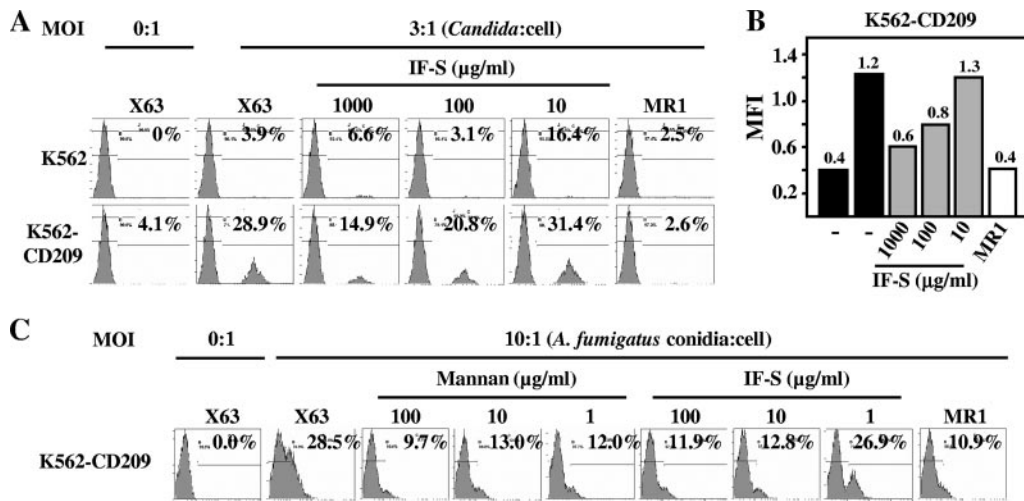 A MOI 0:1 3:1 (Candida:cell)
IF-S (µg/ml)
X63 X63 1000 100 10 MR1
K562 0% 3.9% 6.6% 3.1% 16.4% 2.5%
K562-
CD209 4.1% 28.9% 14.9% 20.8% 31.4% 2.6%
B
K562-CD209
MFI
1.4
1.0
0.6
0.2
0.4 1.2 0.6 0.8 1.3 0.4
- - 1000 100 10 MR1
IF-S (µg/ml)
C MOI 0:1 10:1 (A. fumigatus conidia:cell)
Mannan (µg/ml) IF-S (µg/ml)
X63 X63 100 10 1 100 10 1 MR1
K562-CD209 0.0% 28.5% 9.7% 13.0% 12.0% 11.9% 12.8% 26.9% 10.9%